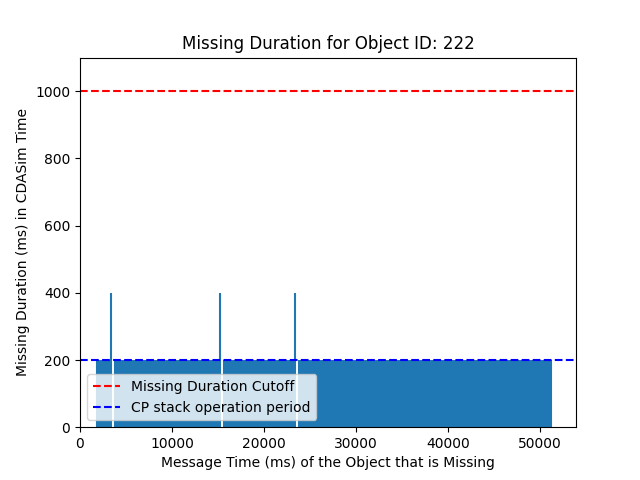 Missing Duration for Object ID: 222
Missing Duration (ms) in CDASim Time
1000
800
600
400
200
0
Missing Duration Cutoff
CP stack operation period
0 10000 20000 30000 40000 50000
Message Time (ms) of the Object that is Missing